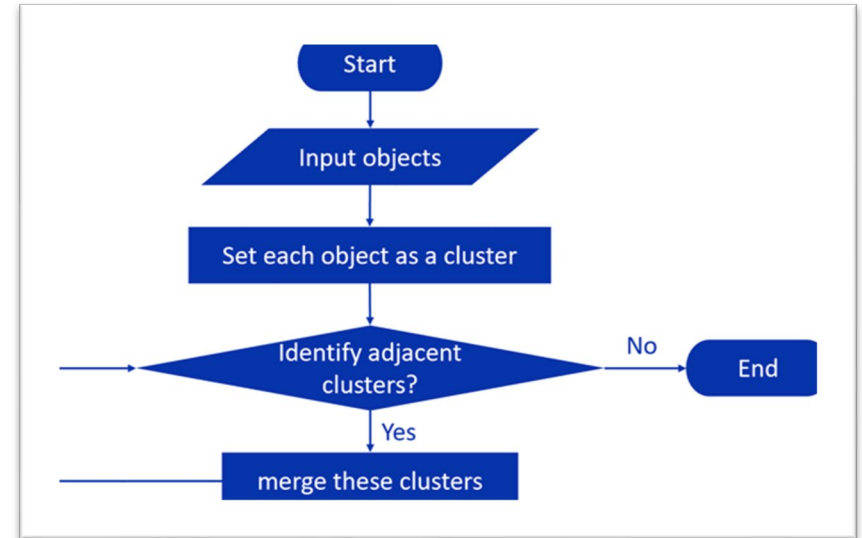 Start
Input objects
Set each object as a cluster
Identify adjacent
clusters?
No
End
Yes
merge these clusters